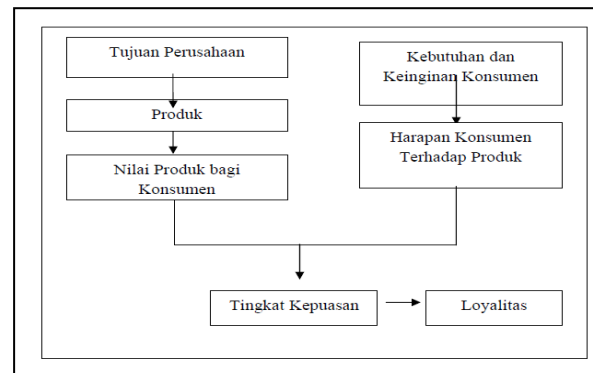 Tujuan Perusahaan
Produk
Nilai Produk bagi
Konsumen
Kebutuhan dan
Keinginan Konsumen
Harapan Konsumen
Terhadap Produk
Tingkat Kepuasan
Loyalitas